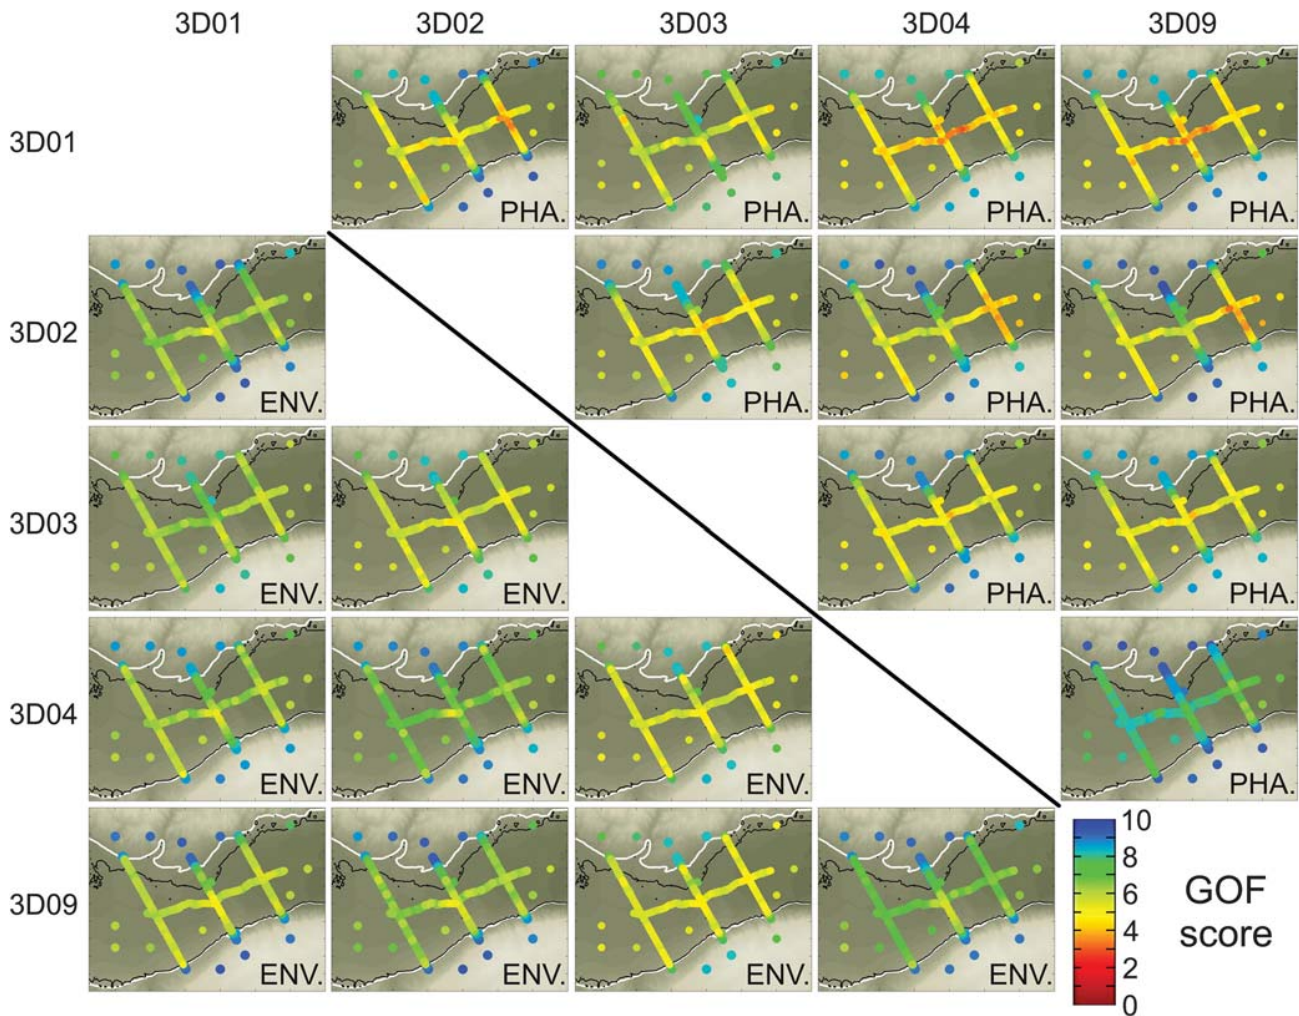 3D01 3D02 3D03 3D04 3D09
3D01
PHA. PHA. PHA. PHA.
3D02
ENV. PHA. PHA. PHA.
3D03
ENV. ENV. PHA. PHA.
3D04
ENV. ENV. ENV. PHA.
3D09
ENV. ENV. ENV. ENV.
10
8
6
4
2
0
GOF
score